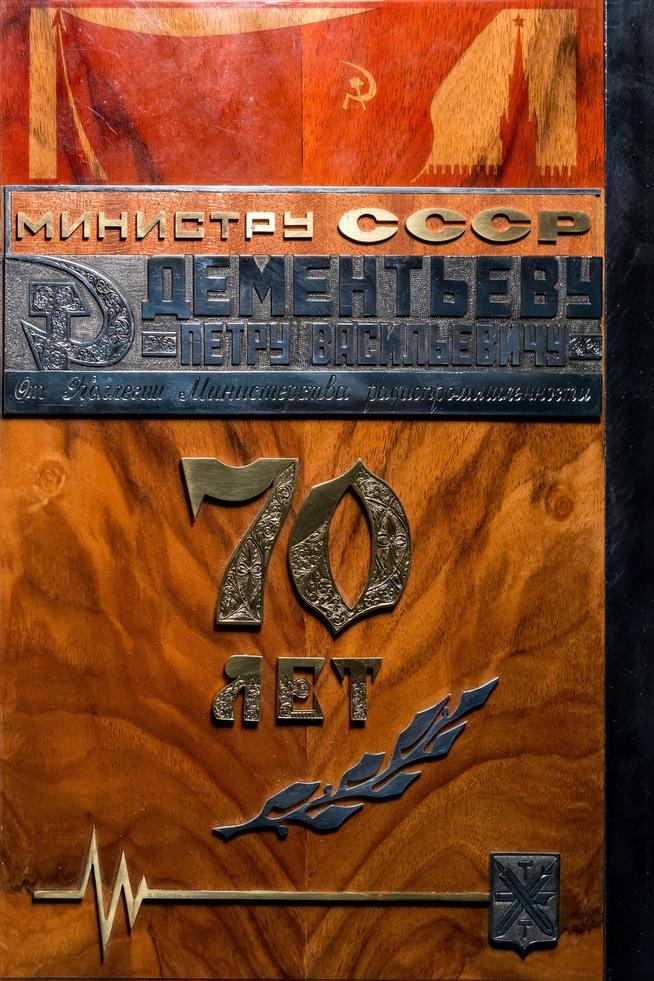 МИНИСТРУ СССР
ДЕМЕНТЬЕВУ
ПЕТРУ ВАСИЛЬЕВИЧУ
От Коллегии Министерства радиопромышленности
70
ЛЕТ